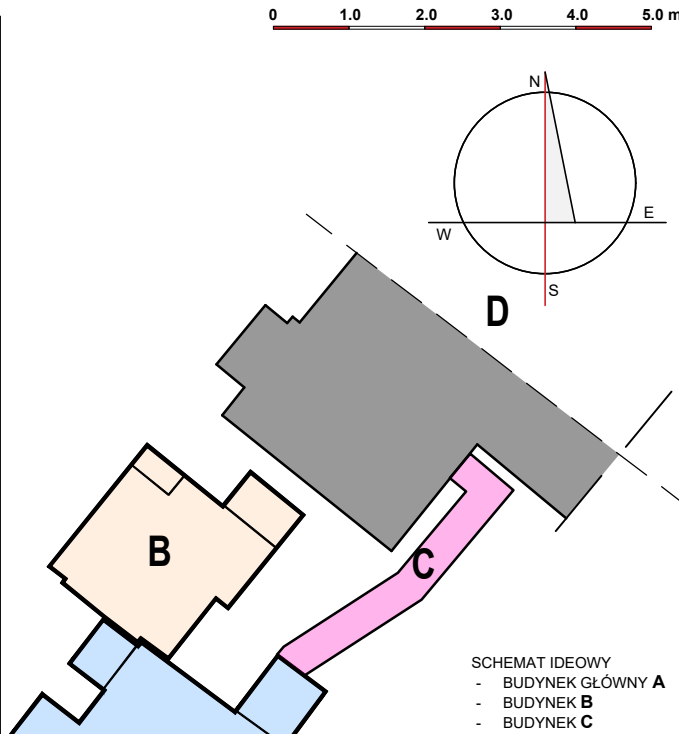 0 1.0 2.0 3.0 4.0 5.0 m
N
E
W
S
D
B
C
SCHEMAT IDEOWY
- BUDYNEK GŁÓWNY A
- BUDYNEK B
- BUDYNEK C